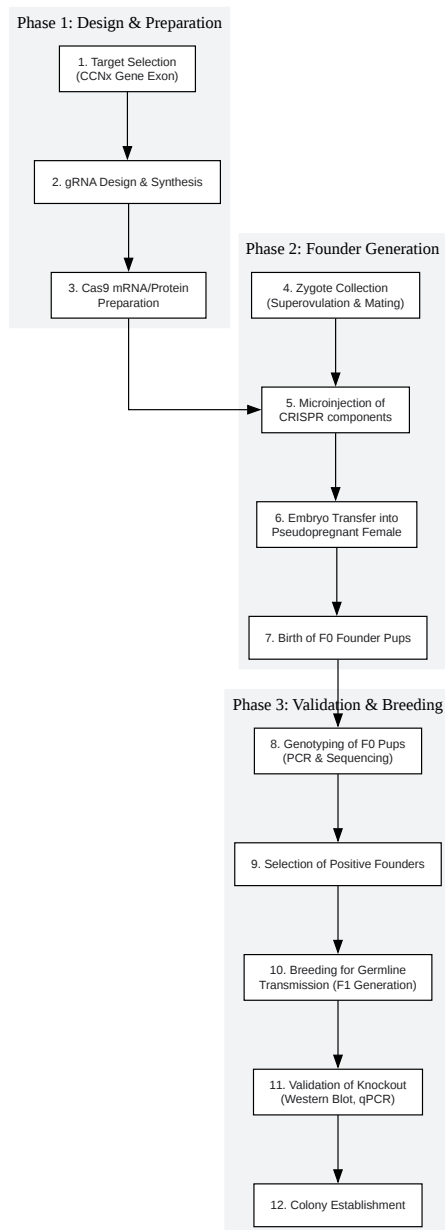 Phase 1: Design & Preparation
1. Target Selection
(CCNx Gene Exon)
2. gRNA Design & Synthesis
3. Cas9 mRNA/Protein
Preparation
Phase 2: Founder Generation
4. Zygote Collection
(Superovulation & Mating)
5. Microinjection of
CRISPR components
6. Embryo Transfer into
Pseudopregnant Female
7. Birth of F0 Founder Pups
Phase 3: Validation & Breeding
8. Genotyping of F0 Pups
(PCR & Sequencing)
9. Selection of Positive Founders
10. Breeding for Germline
Transmission (F1 Generation)
11. Validation of Knockout
(Western Blot, qPCR)
12. Colony Establishment